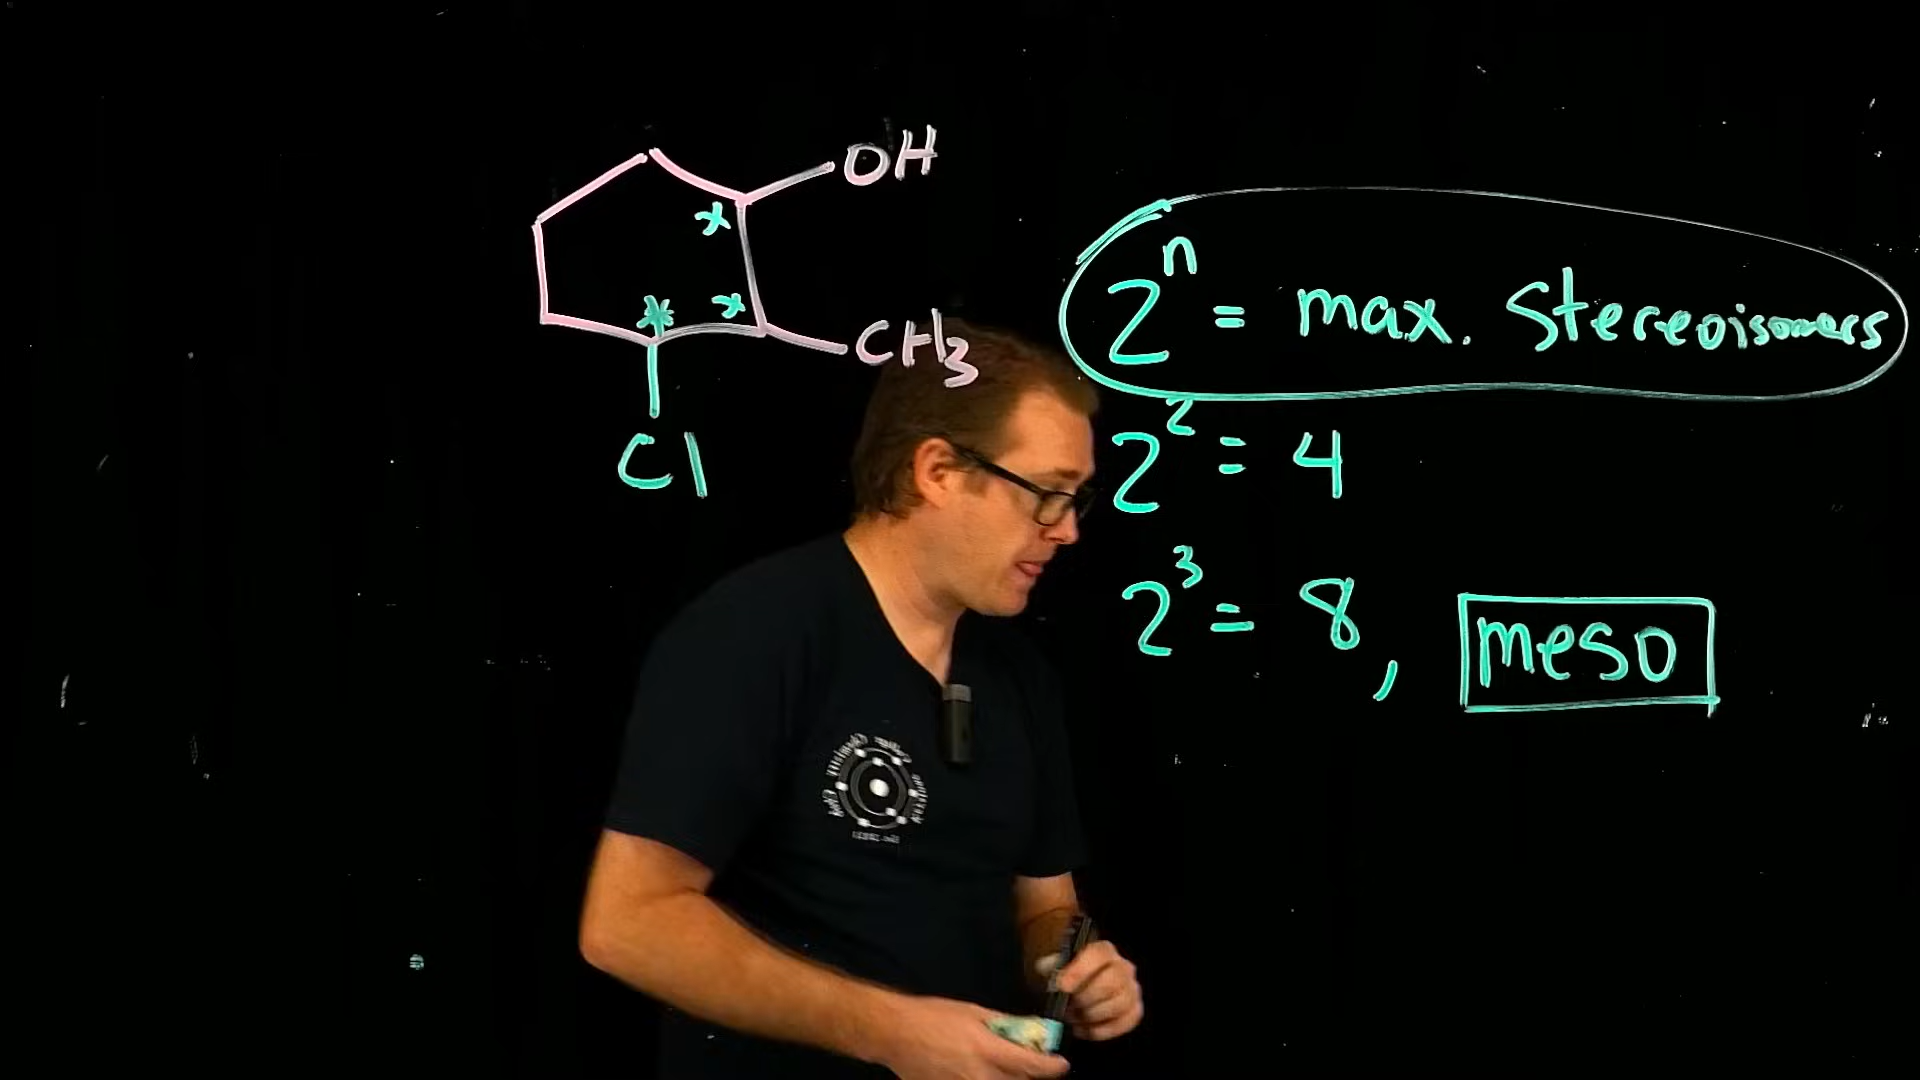 OH
CH3
Cl
2^n = max. Stereoisomers
2^2 = 4
2^3 = 8, meso